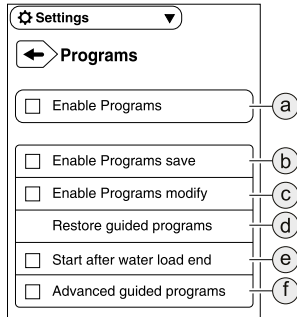 Settings
Programs
Enable Programs
a
Enable Programs save
b
Enable Programs modify
c
Restore guided programs
d
Start after water load end
e
Advanced guided programs
f